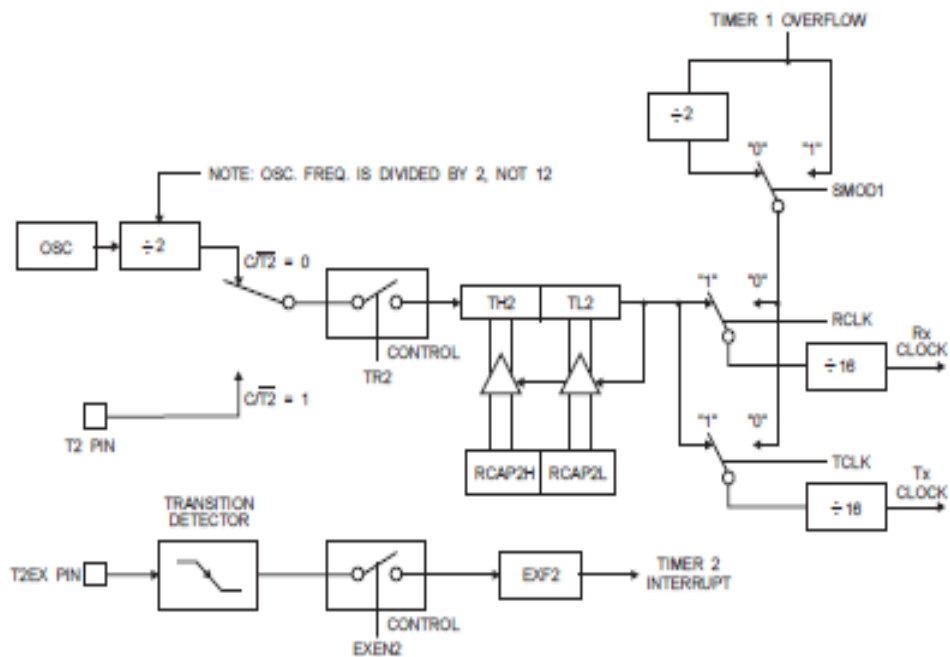 TIMER 1 OVERFLOW
÷2
"0" "1"
NOTE: OSC. FREQ. IS DIVIDED BY 2, NOT 12
SMOD1
OSC
÷2
C/T2 = 0
TH2 TL2
"1" "0"
RCLK
Rx
CLOCK
CONTROL
TR2
÷16
C/T2 = 1
T2 PIN
"1" "0"
RCAP2H RCAP2L
TCLK
Tx
CLOCK
÷16
TRANSITION
DETECTOR
T2EX PIN
EXF2
TIMER 2
INTERRUPT
CONTROL
EXEN2